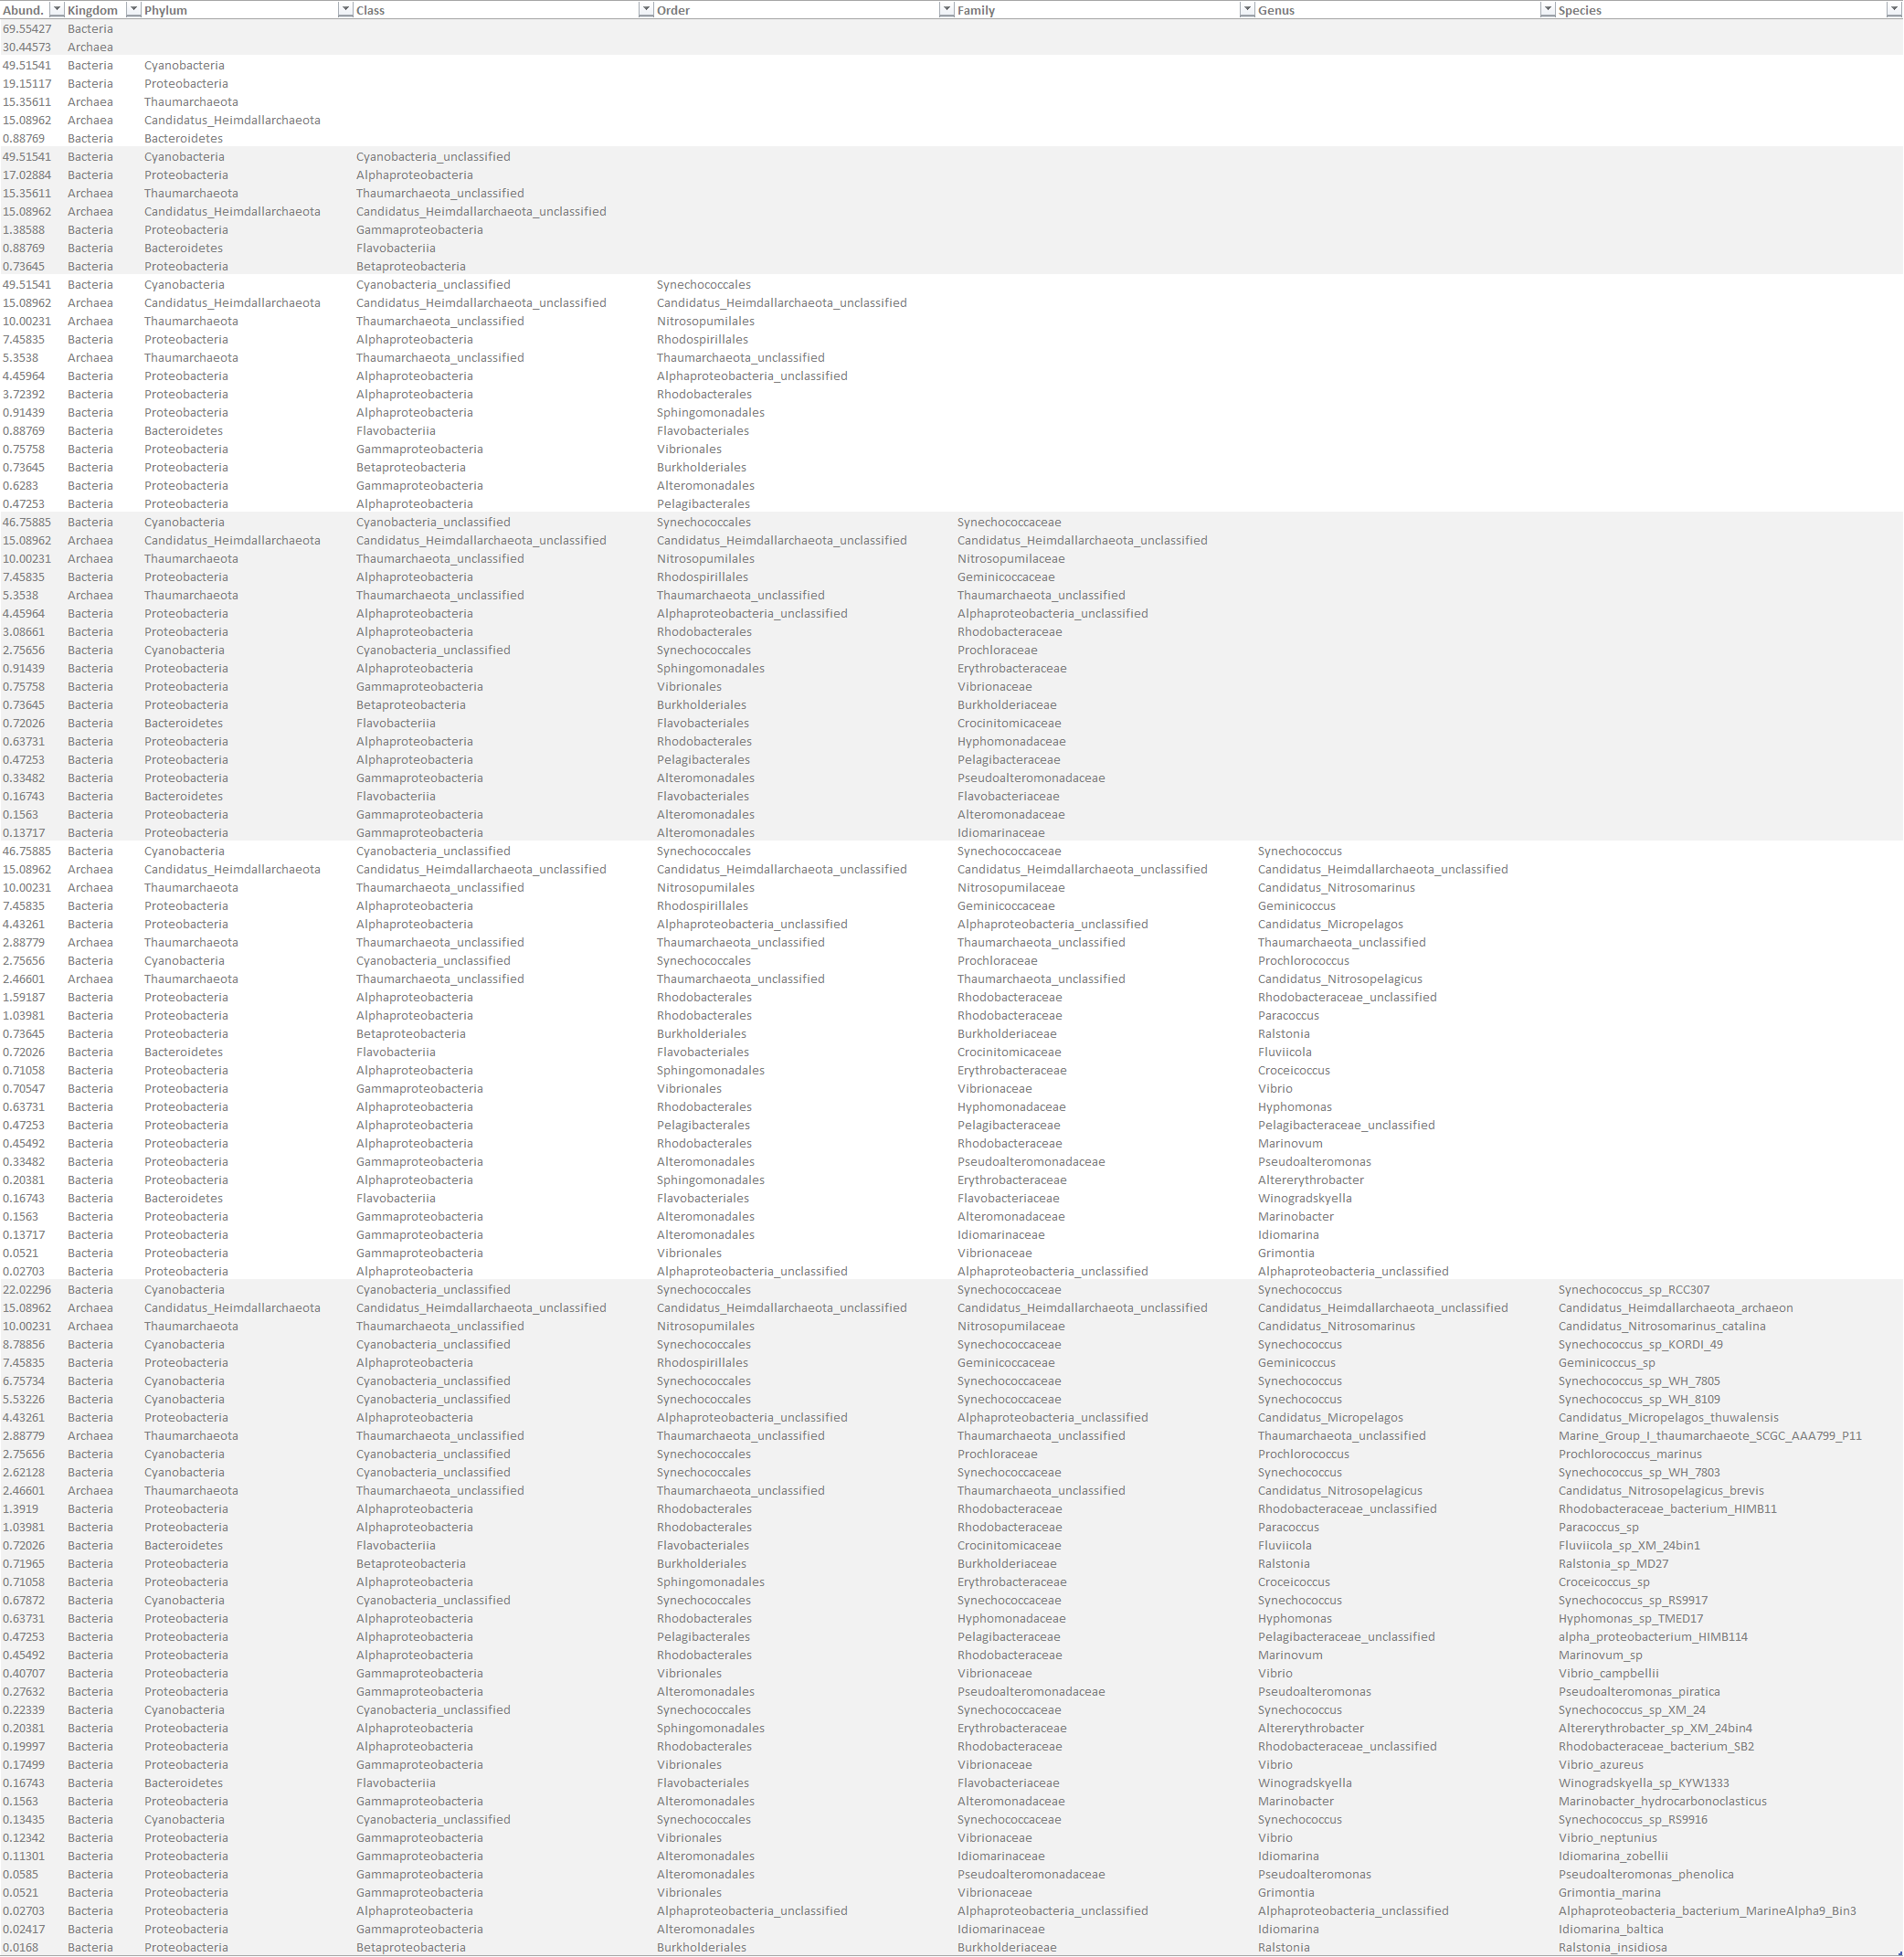 Abund. Kingdom Phylum Class Order Family Genus Species
69.55427 Bacteria
30.44573 Archaea
49.51541 Bacteria Cyanobacteria
19.15117 Bacteria Proteobacteria
15.35611 Archaea Thaumarchaeota
15.08962 Archaea Candidatus_Heimdallarchaeota
0.88769 Bacteria Bacteroidetes
49.51541 Bacteria Cyanobacteria Cyanobacteria_unclassified
17.02884 Bacteria Proteobacteria Alphaproteobacteria
15.35611 Archaea Thaumarchaeota Thaumarchaeota_unclassified
15.08962 Archaea Candidatus_Heimdallarchaeota Candidatus_Heimdallarchaeota_unclassified
1.38588 Bacteria Proteobacteria Gammaproteobacteria
0.88769 Bacteria Bacteroidetes Flavobacteriia
0.73645 Bacteria Proteobacteria Betaproteobacteria
49.51541 Bacteria Cyanobacteria Cyanobacteria_unclassified Synechococcales
15.08962 Archaea Candidatus_Heimdallarchaeota Candidatus_Heimdallarchaeota_unclassified Candidatus_Heimdallarchaeota_unclassified
10.00231 Archaea Thaumarchaeota Thaumarchaeota_unclassified Nitrosopumilales
7.45835 Bacteria Proteobacteria Alphaproteobacteria Rhodospirillales
5.3538 Archaea Thaumarchaeota Thaumarchaeota_unclassified Thaumarchaeota_unclassified
4.45964 Bacteria Proteobacteria Alphaproteobacteria Alphaproteobacteria_unclassified
3.72392 Bacteria Proteobacteria Alphaproteobacteria Rhodobacterales
0.91439 Bacteria Proteobacteria Alphaproteobacteria Sphingomonadales
0.88769 Bacteria Bacteroidetes Flavobacteriia Flavobacteriales
0.75758 Bacteria Proteobacteria Gammaproteobacteria Vibrionales
0.73645 Bacteria Proteobacteria Betaproteobacteria Burkholderiales
0.6283 Bacteria Proteobacteria Gammaproteobacteria Alteromonadales
0.47253 Bacteria Proteobacteria Alphaproteobacteria Pelagibacterales
46.75885 Bacteria Cyanobacteria Cyanobacteria_unclassified Synechococcales Synechococcaceae
15.08962 Archaea Candidatus_Heimdallarchaeota Candidatus_Heimdallarchaeota_unclassified Candidatus_Heimdallarchaeota_unclassified Candidatus_Heimdallarchaeota_unclassified
10.00231 Archaea Thaumarchaeota Thaumarchaeota_unclassified Nitrosopumilales Nitrosopumilaceae
7.45835 Bacteria Proteobacteria Alphaproteobacteria Rhodospirillales Geminicoccaceae
5.3538 Archaea Thaumarchaeota Thaumarchaeota_unclassified Thaumarchaeota_unclassified Thaumarchaeota_unclassified
4.45964 Bacteria Proteobacteria Alphaproteobacteria Alphaproteobacteria_unclassified Alphaproteobacteria_unclassified
3.08661 Bacteria Proteobacteria Alphaproteobacteria Rhodobacterales Rhodobacteraceae
2.75656 Bacteria Cyanobacteria Cyanobacteria_unclassified Synechococcales Prochloraceae
0.91439 Bacteria Proteobacteria Alphaproteobacteria Sphingomonadales Erythrobacteraceae
0.75758 Bacteria Proteobacteria Gammaproteobacteria Vibrionales Vibrionaceae
0.73645 Bacteria Proteobacteria Betaproteobacteria Burkholderiales Burkholderiaceae
0.72026 Bacteria Bacteroidetes Flavobacteriia Flavobacteriales Crocinitomicaceae
0.63731 Bacteria Proteobacteria Alphaproteobacteria Rhodobacterales Hyphomonadaceae
0.47253 Bacteria Proteobacteria Alphaproteobacteria Pelagibacterales Pelagibacteraceae
0.33482 Bacteria Proteobacteria Gammaproteobacteria Alteromonadales Pseudoalteromonadaceae
0.16743 Bacteria Bacteroidetes Flavobacteriia Flavobacteriales Flavobacteriaceae
0.1563 Bacteria Proteobacteria Gammaproteobacteria Alteromonadales Alteromonadaceae
0.13717 Bacteria Proteobacteria Gammaproteobacteria Alteromonadales Idiomarinaceae
46.75885 Bacteria Cyanobacteria Cyanobacteria_unclassified Synechococcales Synechococcaceae Synechococcus
15.08962 Archaea Candidatus_Heimdallarchaeota Candidatus_Heimdallarchaeota_unclassified Candidatus_Heimdallarchaeota_unclassified Candidatus_Heimdallarchaeota_unclassified Candidatus_Heimdallarchaeota_unclassified
10.00231 Archaea Thaumarchaeota Thaumarchaeota_unclassified Nitrosopumilales Nitrosopumilaceae Candidatus_Nitrosomarinus
7.45835 Bacteria Proteobacteria Alphaproteobacteria Rhodospirillales Geminicoccaceae Geminicoccus
4.43261 Bacteria Proteobacteria Alphaproteobacteria Alphaproteobacteria_unclassified Alphaproteobacteria_unclassified Candidatus_Micropelagos
2.88779 Archaea Thaumarchaeota Thaumarchaeota_unclassified Thaumarchaeota_unclassified Thaumarchaeota_unclassified Thaumarchaeota_unclassified
2.75656 Bacteria Cyanobacteria Cyanobacteria_unclassified Synechococcales Prochloraceae Prochlorococcus
2.46601 Archaea Thaumarchaeota Thaumarchaeota_unclassified Thaumarchaeota_unclassified Thaumarchaeota_unclassified Candidatus_Nitrosopelagicus
1.59187 Bacteria Proteobacteria Alphaproteobacteria Rhodobacterales Rhodobacteraceae Rhodobacteraceae_unclassified
1.03981 Bacteria Proteobacteria Alphaproteobacteria Rhodobacterales Rhodobacteraceae Paracoccus
0.73645 Bacteria Proteobacteria Betaproteobacteria Burkholderiales Burkholderiaceae Ralstonia
0.72026 Bacteria Bacteroidetes Flavobacteriia Flavobacteriales Crocinitomicaceae Fluviicola
0.71058 Bacteria Proteobacteria Alphaproteobacteria Sphingomonadales Erythrobacteraceae Croceicoccus
0.70547 Bacteria Proteobacteria Gammaproteobacteria Vibrionales Vibrionaceae Vibrio
0.63731 Bacteria Proteobacteria Alphaproteobacteria Rhodobacterales Hyphomonadaceae Hyphomonas
0.47253 Bacteria Proteobacteria Alphaproteobacteria Pelagibacterales Pelagibacteraceae Pelagibacteraceae_unclassified
0.45492 Bacteria Proteobacteria Alphaproteobacteria Rhodobacterales Rhodobacteraceae Marinovum
0.33482 Bacteria Proteobacteria Gammaproteobacteria Alteromonadales Pseudoalteromonadaceae Pseudoalteromonas
0.20381 Bacteria Proteobacteria Alphaproteobacteria Sphingomonadales Erythrobacteraceae Altererythrobacter
0.16743 Bacteria Bacteroidetes Flavobacteriia Flavobacteriales Flavobacteriaceae Winogradskyella
0.1563 Bacteria Proteobacteria Gammaproteobacteria Alteromonadales Alteromonadaceae Marinobacter
0.13717 Bacteria Proteobacteria Gammaproteobacteria Alteromonadales Idiomarinaceae Idiomarina
0.0521 Bacteria Proteobacteria Gammaproteobacteria Vibrionales Vibrionaceae Grimontia
0.02703 Bacteria Proteobacteria Alphaproteobacteria Alphaproteobacteria_unclassified Alphaproteobacteria_unclassified Alphaproteobacteria_unclassified
22.02296 Bacteria Cyanobacteria Cyanobacteria_unclassified Synechococcales Synechococcaceae Synechococcus Synechococcus_sp_RCC307
15.08962 Archaea Candidatus_Heimdallarchaeota Candidatus_Heimdallarchaeota_unclassified Candidatus_Heimdallarchaeota_unclassified Candidatus_Heimdallarchaeota_unclassified Candidatus_Heimdallarchaeota_unclassified Candidatus_Heimdallarchaeota_archaeon
10.00231 Archaea Thaumarchaeota Thaumarchaeota_unclassified Nitrosopumilales Nitrosopumilaceae Candidatus_Nitrosomarinus Candidatus_Nitrosomarinus_catalina
8.78856 Bacteria Cyanobacteria Cyanobacteria_unclassified Synechococcales Synechococcaceae Synechococcus Synechococcus_sp_KORDI_49
7.45835 Bacteria Proteobacteria Alphaproteobacteria Rhodospirillales Geminicoccaceae Geminicoccus Geminicoccus_sp
6.75734 Bacteria Cyanobacteria Cyanobacteria_unclassified Synechococcales Synechococcaceae Synechococcus Synechococcus_sp_WH_7805
5.53226 Bacteria Cyanobacteria Cyanobacteria_unclassified Synechococcales Synechococcaceae Synechococcus Synechococcus_sp_WH_8109
4.43261 Bacteria Proteobacteria Alphaproteobacteria Alphaproteobacteria_unclassified Alphaproteobacteria_unclassified Candidatus_Micropelagos Candidatus_Micropelagos_thuwalensis
2.88779 Archaea Thaumarchaeota Thaumarchaeota_unclassified Thaumarchaeota_unclassified Thaumarchaeota_unclassified Thaumarchaeota_unclassified Marine_Group_I_thaumarchaeote_SCGC_AAA799_P11
2.75656 Bacteria Cyanobacteria Cyanobacteria_unclassified Synechococcales Prochloraceae Prochlorococcus Prochlorococcus_marinus
2.62128 Bacteria Cyanobacteria Cyanobacteria_unclassified Synechococcales Synechococcaceae Synechococcus Synechococcus_sp_WH_7803
2.46601 Archaea Thaumarchaeota Thaumarchaeota_unclassified Thaumarchaeota_unclassified Thaumarchaeota_unclassified Candidatus_Nitrosopelagicus Candidatus_Nitrosopelagicus_brevis
1.3919 Bacteria Proteobacteria Alphaproteobacteria Rhodobacterales Rhodobacteraceae Rhodobacteraceae_unclassified Rhodobacteraceae_bacterium_HIMB11
1.03981 Bacteria Proteobacteria Alphaproteobacteria Rhodobacterales Rhodobacteraceae Paracoccus Paracoccus_sp
0.72026 Bacteria Bacteroidetes Flavobacteriia Flavobacteriales Crocinitomicaceae Fluviicola Fluviicola_sp_XM_24bin1
0.71965 Bacteria Proteobacteria Betaproteobacteria Burkholderiales Burkholderiaceae Ralstonia Ralstonia_sp_MD27
0.71058 Bacteria Proteobacteria Alphaproteobacteria Sphingomonadales Erythrobacteraceae Croceicoccus Croceicoccus_sp
0.67872 Bacteria Cyanobacteria Cyanobacteria_unclassified Synechococcales Synechococcaceae Synechococcus Synechococcus_sp_RS9917
0.63731 Bacteria Proteobacteria Alphaproteobacteria Rhodobacterales Hyphomonadaceae Hyphomonas Hyphomonas_sp_TMED17
0.47253 Bacteria Proteobacteria Alphaproteobacteria Pelagibacterales Pelagibacteraceae Pelagibacteraceae_unclassified alpha_proteobacterium_HIMB114
0.45492 Bacteria Proteobacteria Alphaproteobacteria Rhodobacterales Rhodobacteraceae Marinovum Marinovum_sp
0.40707 Bacteria Proteobacteria Gammaproteobacteria Vibrionales Vibrionaceae Vibrio Vibrio_campbellii
0.27632 Bacteria Proteobacteria Gammaproteobacteria Alteromonadales Pseudoalteromonadaceae Pseudoalteromonas Pseudoalteromonas_piratica
0.22339 Bacteria Cyanobacteria Cyanobacteria_unclassified Synechococcales Synechococcaceae Synechococcus Synechococcus_sp_XM_24
0.20381 Bacteria Proteobacteria Alphaproteobacteria Sphingomonadales Erythrobacteraceae Altererythrobacter Altererythrobacter_sp_XM_24bin4
0.19997 Bacteria Proteobacteria Alphaproteobacteria Rhodobacterales Rhodobacteraceae Rhodobacteraceae_unclassified Rhodobacteraceae_bacterium_SB2
0.17499 Bacteria Proteobacteria Gammaproteobacteria Vibrionales Vibrionaceae Vibrio Vibrio_azureus
0.16743 Bacteria Bacteroidetes Flavobacteriia Flavobacteriales Flavobacteriaceae Winogradskyella Winogradskyella_sp_KYW1333
0.1563 Bacteria Proteobacteria Gammaproteobacteria Alteromonadales Alteromonadaceae Marinobacter Marinobacter_hydrocarbonoclasticus
0.13435 Bacteria Cyanobacteria Cyanobacteria_unclassified Synechococcales Synechococcaceae Synechococcus Synechococcus_sp_RS9916
0.12342 Bacteria Proteobacteria Gammaproteobacteria Vibrionales Vibrionaceae Vibrio Vibrio_neptunius
0.11301 Bacteria Proteobacteria Gammaproteobacteria Alteromonadales Idiomarinaceae Idiomarina Idiomarina_zobellii
0.0585 Bacteria Proteobacteria Gammaproteobacteria Alteromonadales Pseudoalteromonadaceae Pseudoalteromonas Pseudoalteromonas_phenolica
0.0521 Bacteria Proteobacteria Gammaproteobacteria Vibrionales Vibrionaceae Grimontia Grimontia_marina
0.02703 Bacteria Proteobacteria Alphaproteobacteria Alphaproteobacteria_unclassified Alphaproteobacteria_unclassified Alphaproteobacteria_unclassified Alphaproteobacteria_bacterium_MarineAlpha9_Bin3
0.02417 Bacteria Proteobacteria Gammaproteobacteria Alteromonadales Idiomarinaceae Idiomarina Idiomarina_baltica
0.0168 Bacteria Proteobacteria Betaproteobacteria Burkholderiales Burkholderiaceae Ralstonia Ralstonia_insidiosa